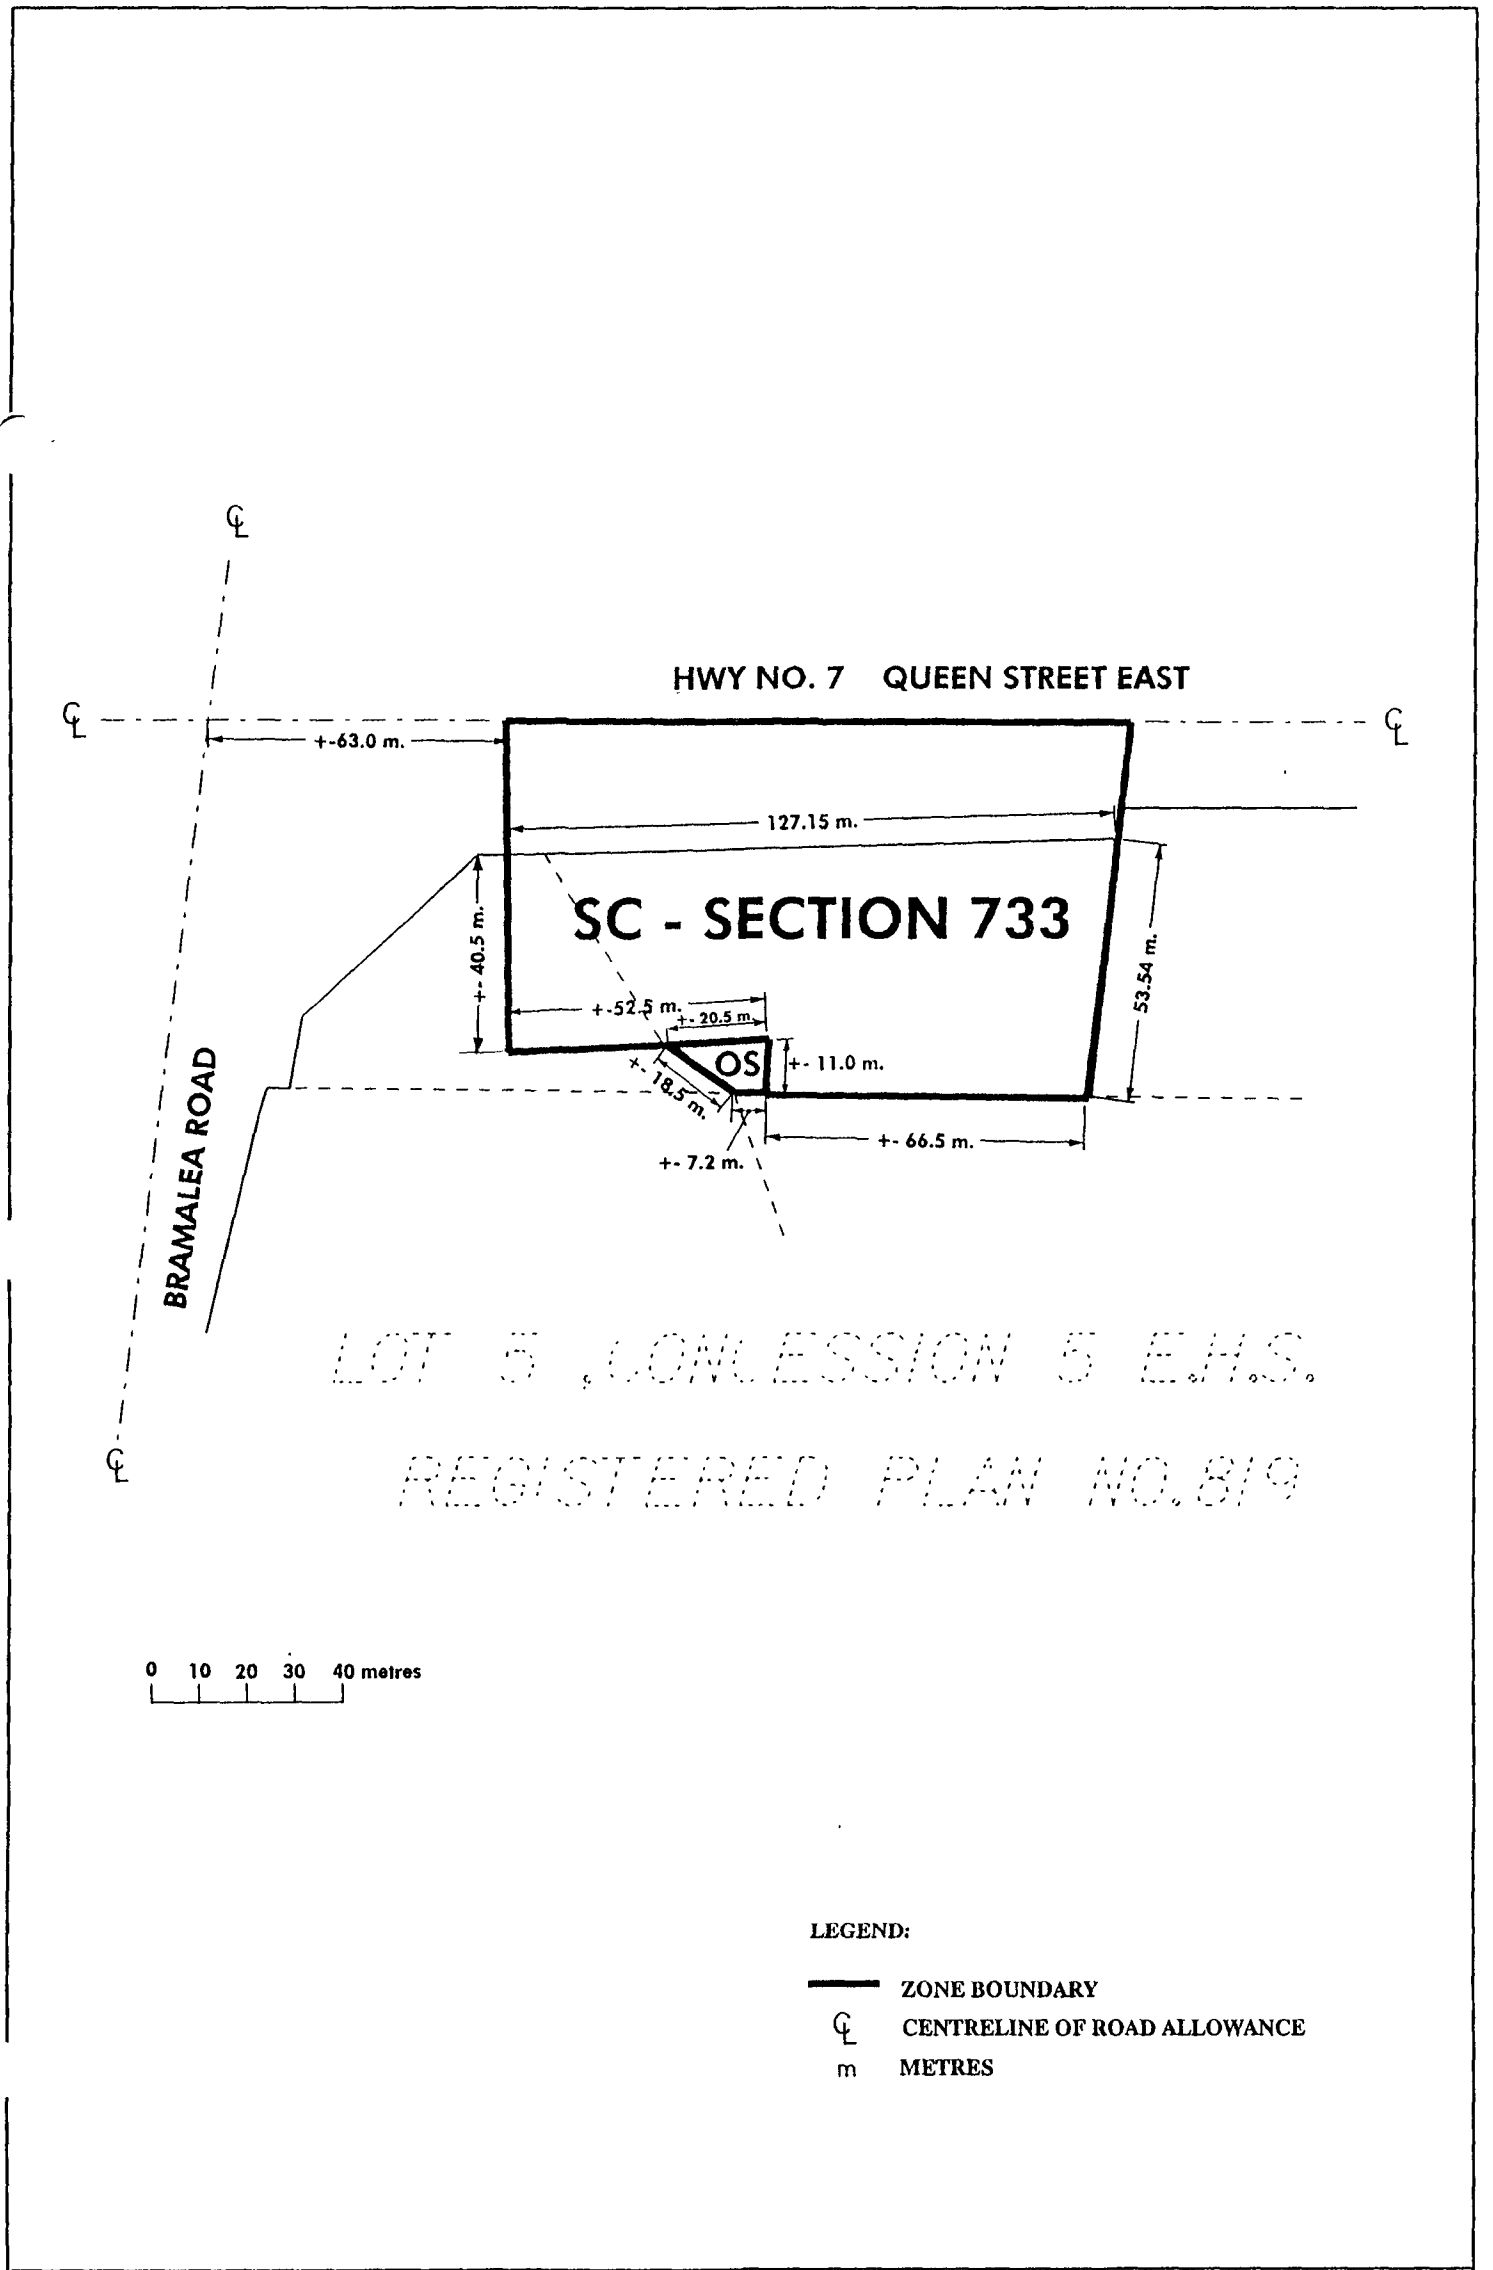 ℄
HWY NO. 7 QUEEN STREET EAST
℄
℄
+-63.0 m.
127.15 m.
SC - SECTION 733
+- 40.5 m.
53.54 m.
+-52.5 m.
+- 20.5 m.
OS
+- 11.0 m.
+- 18.5 m.
+- 66.5 m.
+- 7.2 m.
BRAMALEA ROAD
LOT 5 , CONCESSION 5 E.H.S.
℄
REGISTERED PLAN NO.819
0 10 20 30 40 metres
LEGEND:
ZONE BOUNDARY
℄ CENTRELINE OF ROAD ALLOWANCE
m METRES